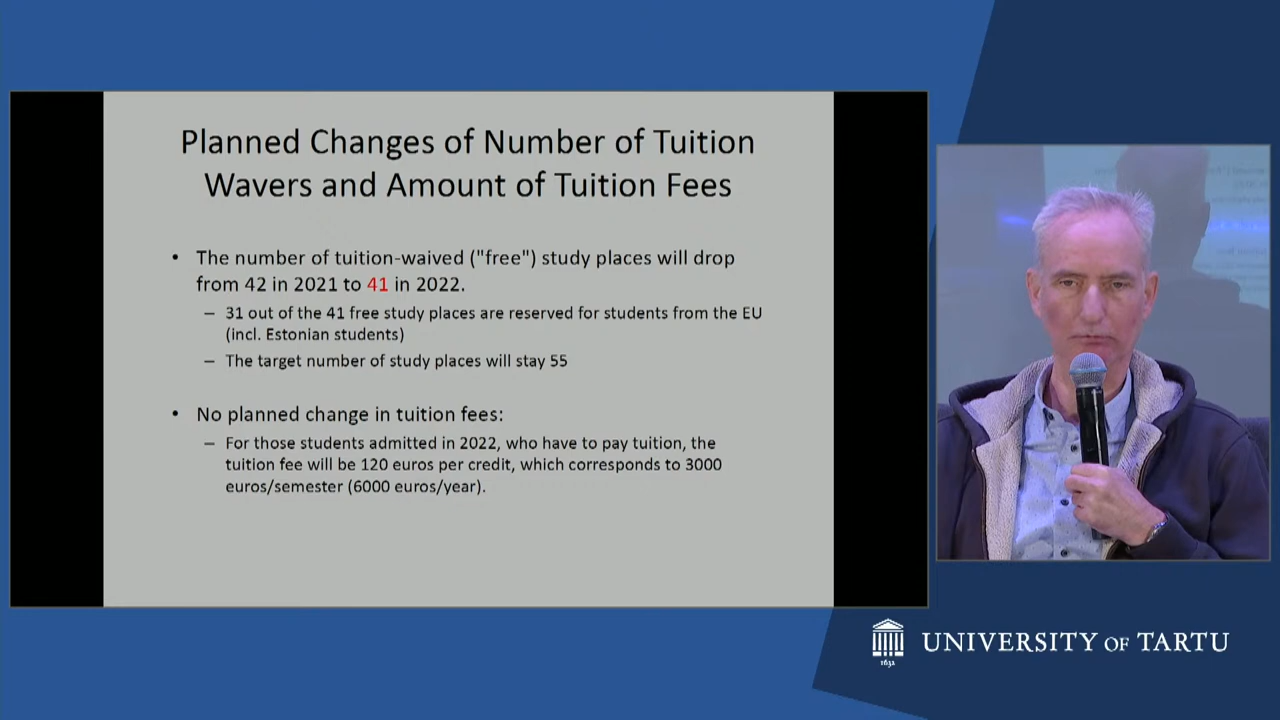 Planned Changes of Number of Tuition
Wavers and Amount of Tuition Fees
• The number of tuition-waived ("free") study places will drop
from 42 in 2021 to 41 in 2022.
– 31 out of the 41 free study places are reserved for students from the EU
(incl. Estonian students)
– The target number of study places will stay 55
• No planned change in tuition fees:
– For those students admitted in 2022, who have to pay tuition, the
tuition fee will be 120 euros per credit, which corresponds to 3000
euros/semester (6000 euros/year).
1632
UNIVERSITY OF TARTU